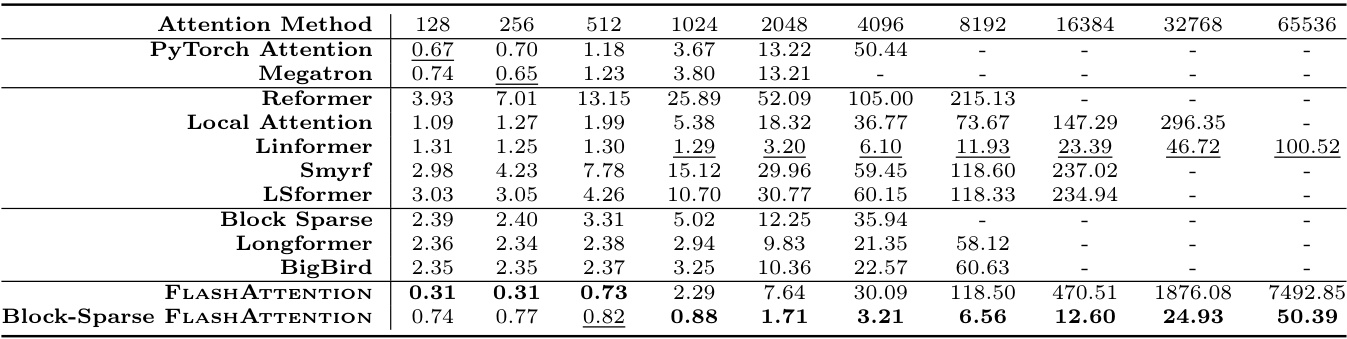 Attention Method 128 256 512 1024 2048 4096 8192 16384 32768 65536
PyTorch Attention 0.67 0.70 1.18 3.67 13.22 50.44 - - - -
Megatron 0.74 0.65 1.23 3.80 13.21 - - - - -
Reformer 3.93 7.01 13.15 25.89 52.09 105.00 215.13 - - -
Local Attention 1.09 1.27 1.99 5.38 18.32 36.77 73.67 147.29 296.35 -
Linformer 1.31 1.25 1.30 1.29 3.20 6.10 11.93 23.39 46.72 100.52
Smyrf 2.98 4.23 7.78 15.12 29.96 59.45 118.60 237.02 - -
LSformer 3.03 3.05 4.26 10.70 30.77 60.15 118.33 234.94 - -
Block Sparse 2.39 2.40 3.31 5.02 12.25 35.94 - - - -
Longformer 2.36 2.34 2.38 2.94 9.83 21.35 58.12 - - -
BigBird 2.35 2.35 2.37 3.25 10.36 22.57 60.63 - - -
FlashAttention 0.31 0.31 0.73 2.29 7.64 30.09 118.50 470.51 1876.08 7492.85
Block-Sparse FlashAttention 0.74 0.77 0.82 0.88 1.71 3.21 6.56 12.60 24.93 50.39